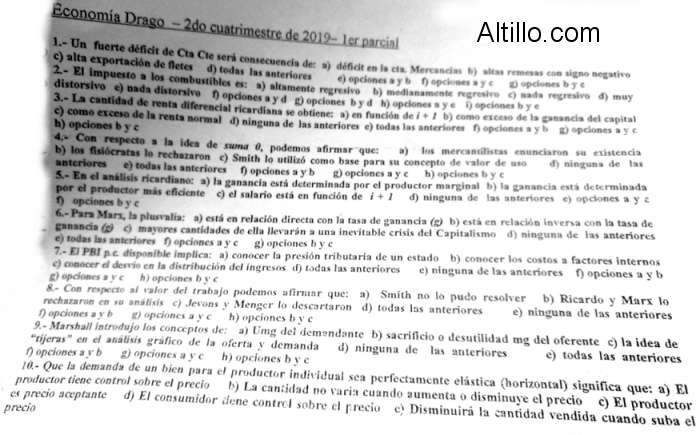 Altillo.com
Economía Drago – 2do cuatrimestre de 2019– 1er parcial
1.- Un fuerte déficit de Cta Cte será consecuencia de: a) déficit en la cta. Mercancías b) altas remesas con signo negativo
c) alta exportación de fletes d) todas las anteriores e) opciones a y b f) opciones a y c g) opciones b y c
2.- El impuesto a los combustibles es: a) altamente regresivo b) medianamente regresivo c) nada regresivo d) muy
distorsivo e) nada distorsivo f) opciones a y d g) opciones b y d h) opciones a y e i) opciones b y e
3.- La cantidad de renta diferencial ricardiana se obtiene: a) en función de i + 1 b) como exceso de la ganancia del capital
c) como exceso de la renta normal d) ninguna de las anteriores e) todas las anteriores f) opciones a y b g) opciones a y c
h) opciones b y c
4.- Con respecto a la idea de suma 0, podemos afirmar que: a) los mercantilistas enunciaron su existencia
b) los fisiócratas lo rechazaron c) Smith lo utilizó como base para su concepto de valor de uso d) ninguna de las
anteriores e) todas las anteriores f) opciones a y b g) opciones a y c h) opciones b y c
5.- En el análisis ricardiano: a) la ganancia está determinada por el productor marginal b) la ganancia está determinada
por el productor más eficiente c) el salario está en función de i + 1 d) ninguna de las anteriores e) opciones a y c
f) opciones b y c
6.-Para Marx, la plusvalía: a) está en relación directa con la tasa de ganancia (g) b) está en relación inversa con la tasa de
ganancia (g) c) mayores cantidades de ella llevarán a una inevitable crisis del Capitalismo d) ninguna de las anteriores
e) todas las anteriores f) opciones a y c g) opciones b y c
7.- El PBI p.c. disponible implica: a) conocer la presión tributaria de un estado b) conocer los costos a factores internos
c) conocer el desvío en la distribución del ingresos d) todas las anteriores e) ninguna de las anteriores f) opciones a y b
g) opciones a y c h) opciones b y c
8.- Con respecto al valor del trabajo podemos afirmar que: a) Smith no lo pudo resolver b) Ricardo y Marx lo
rechazaron en su análisis c) Jevons y Menger lo descartaron d) todas las anteriores e) ninguna de las anteriores
f) opciones a y b g) opciones a y c h) opciones b y c
9.- Marshall introdujo los conceptos de: a) Umg del demandante b) sacrificio o desutilidad mg del oferente c) la idea de
"tijeras" en el análisis gráfico de la oferta y demanda d) ninguna de las anteriores e) todas las anteriores
f) opciones a y b g) opciones a y c h) opciones b y c
10.- Que la demanda de un bien para el productor individual sea perfectamente elástica (horizontal) significa que: a) El
productor tiene control sobre el precio b) La cantidad no varía cuando aumenta o disminuye el precio c) El productor
es precio aceptante d) El consumidor tiene control sobre el precio e) Disminuirá la cantidad vendida cuando suba el
precio